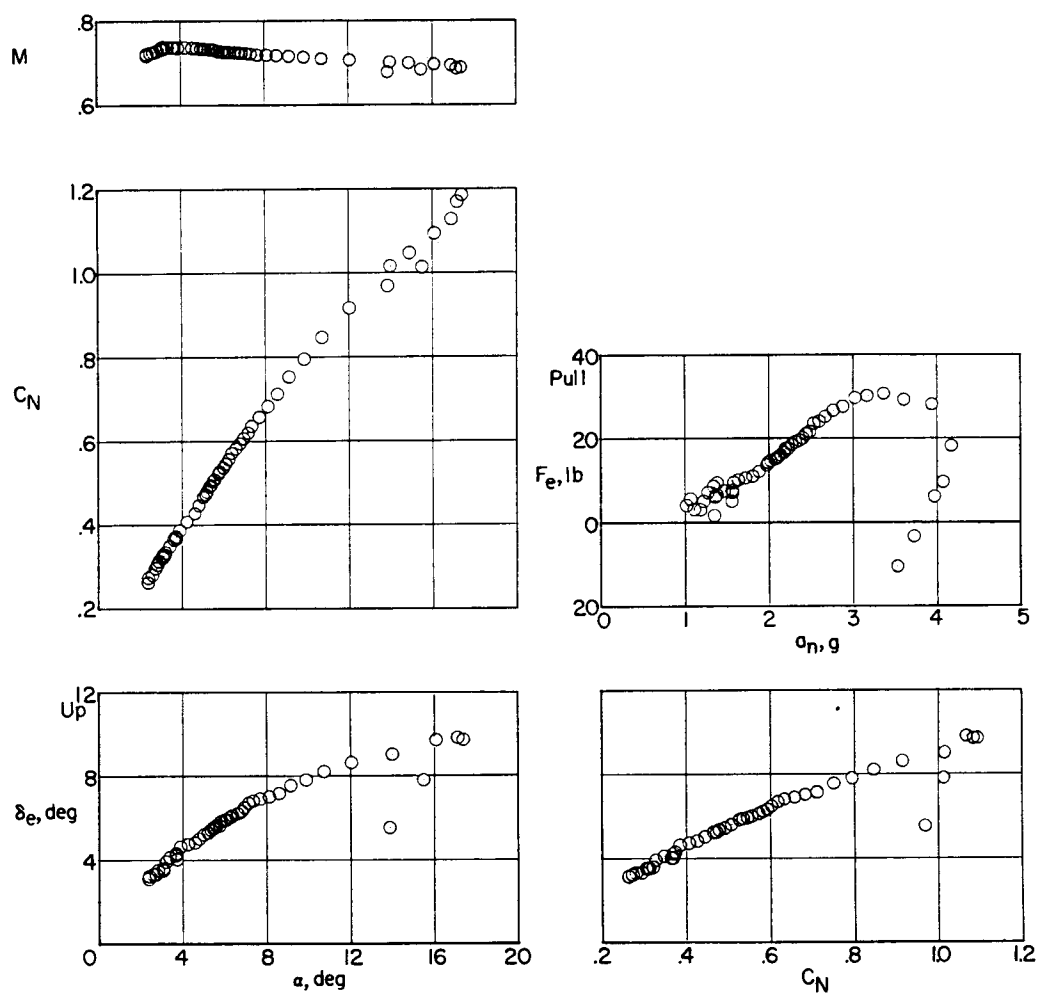 .8
M
.6
1.2
1.0
.8
C_N
.6
.4
.2
40
Pull
20
F_e, lb
0
20
0 1 2 3 4 5
a_n, g
12
Up
8
δ_e, deg
4
0
0 4 8 12 16 20
α, deg
.2 .4 .6 .8 1.0 1.2
C_N